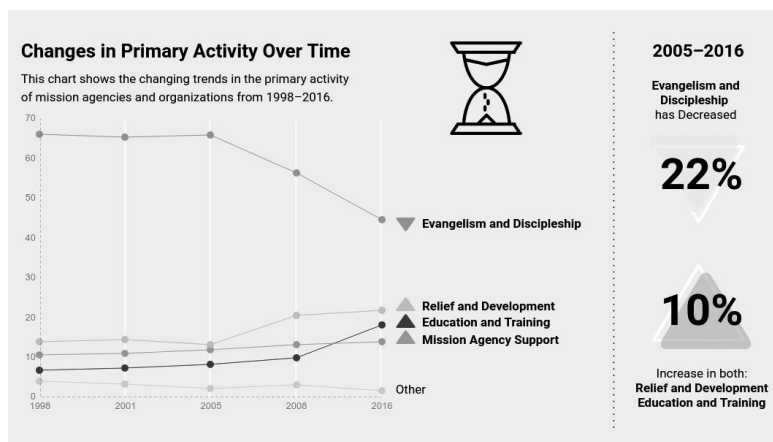 Changes in Primary Activity Over Time
This chart shows the changing trends in the primary activity
of mission agencies and organizations from 1998–2016.
70
60
50
40
30
20
10
0
1998
2001
2005
2008
2016
Evangelism and Discipleship
Relief and Development
Education and Training
Mission Agency Support
Other
2005–2016
Evangelism and
Discipleship
has Decreased
22%
10%
Increase in both:
Relief and Development
Education and Training